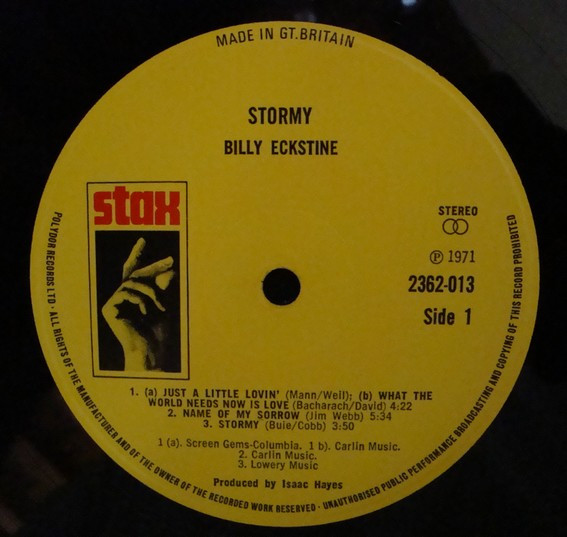 MADE IN GT.BRITAIN
STORMY
BILLY ECKSTINE
stax
STEREO
Ⓟ 1971
2362-013
Side 1
1. (a) JUST A LITTLE LOVIN' (Mann/Weil); (b) WHAT THE
WORLD NEEDS NOW IS LOVE (Bacharach/David) 4:22
2. NAME OF MY SORROW (Jim Webb) 5:34
3. STORMY (Buie/Cobb) 3:50
1 (a). Screen Gems-Columbia. 1 b). Carlin Music.
2. Carlin Music.
3. Lowery Music
Produced by Isaac Hayes
POLYDOR RECORDS LTD · ALL RIGHTS OF THE MANUFACTURER AND OF THE OWNER OF THE RECORDED WORK RESERVED · UNAUTHORISED PUBLIC PERFORMANCE BROADCASTING AND COPYING OF THIS RECORD PROHIBITED